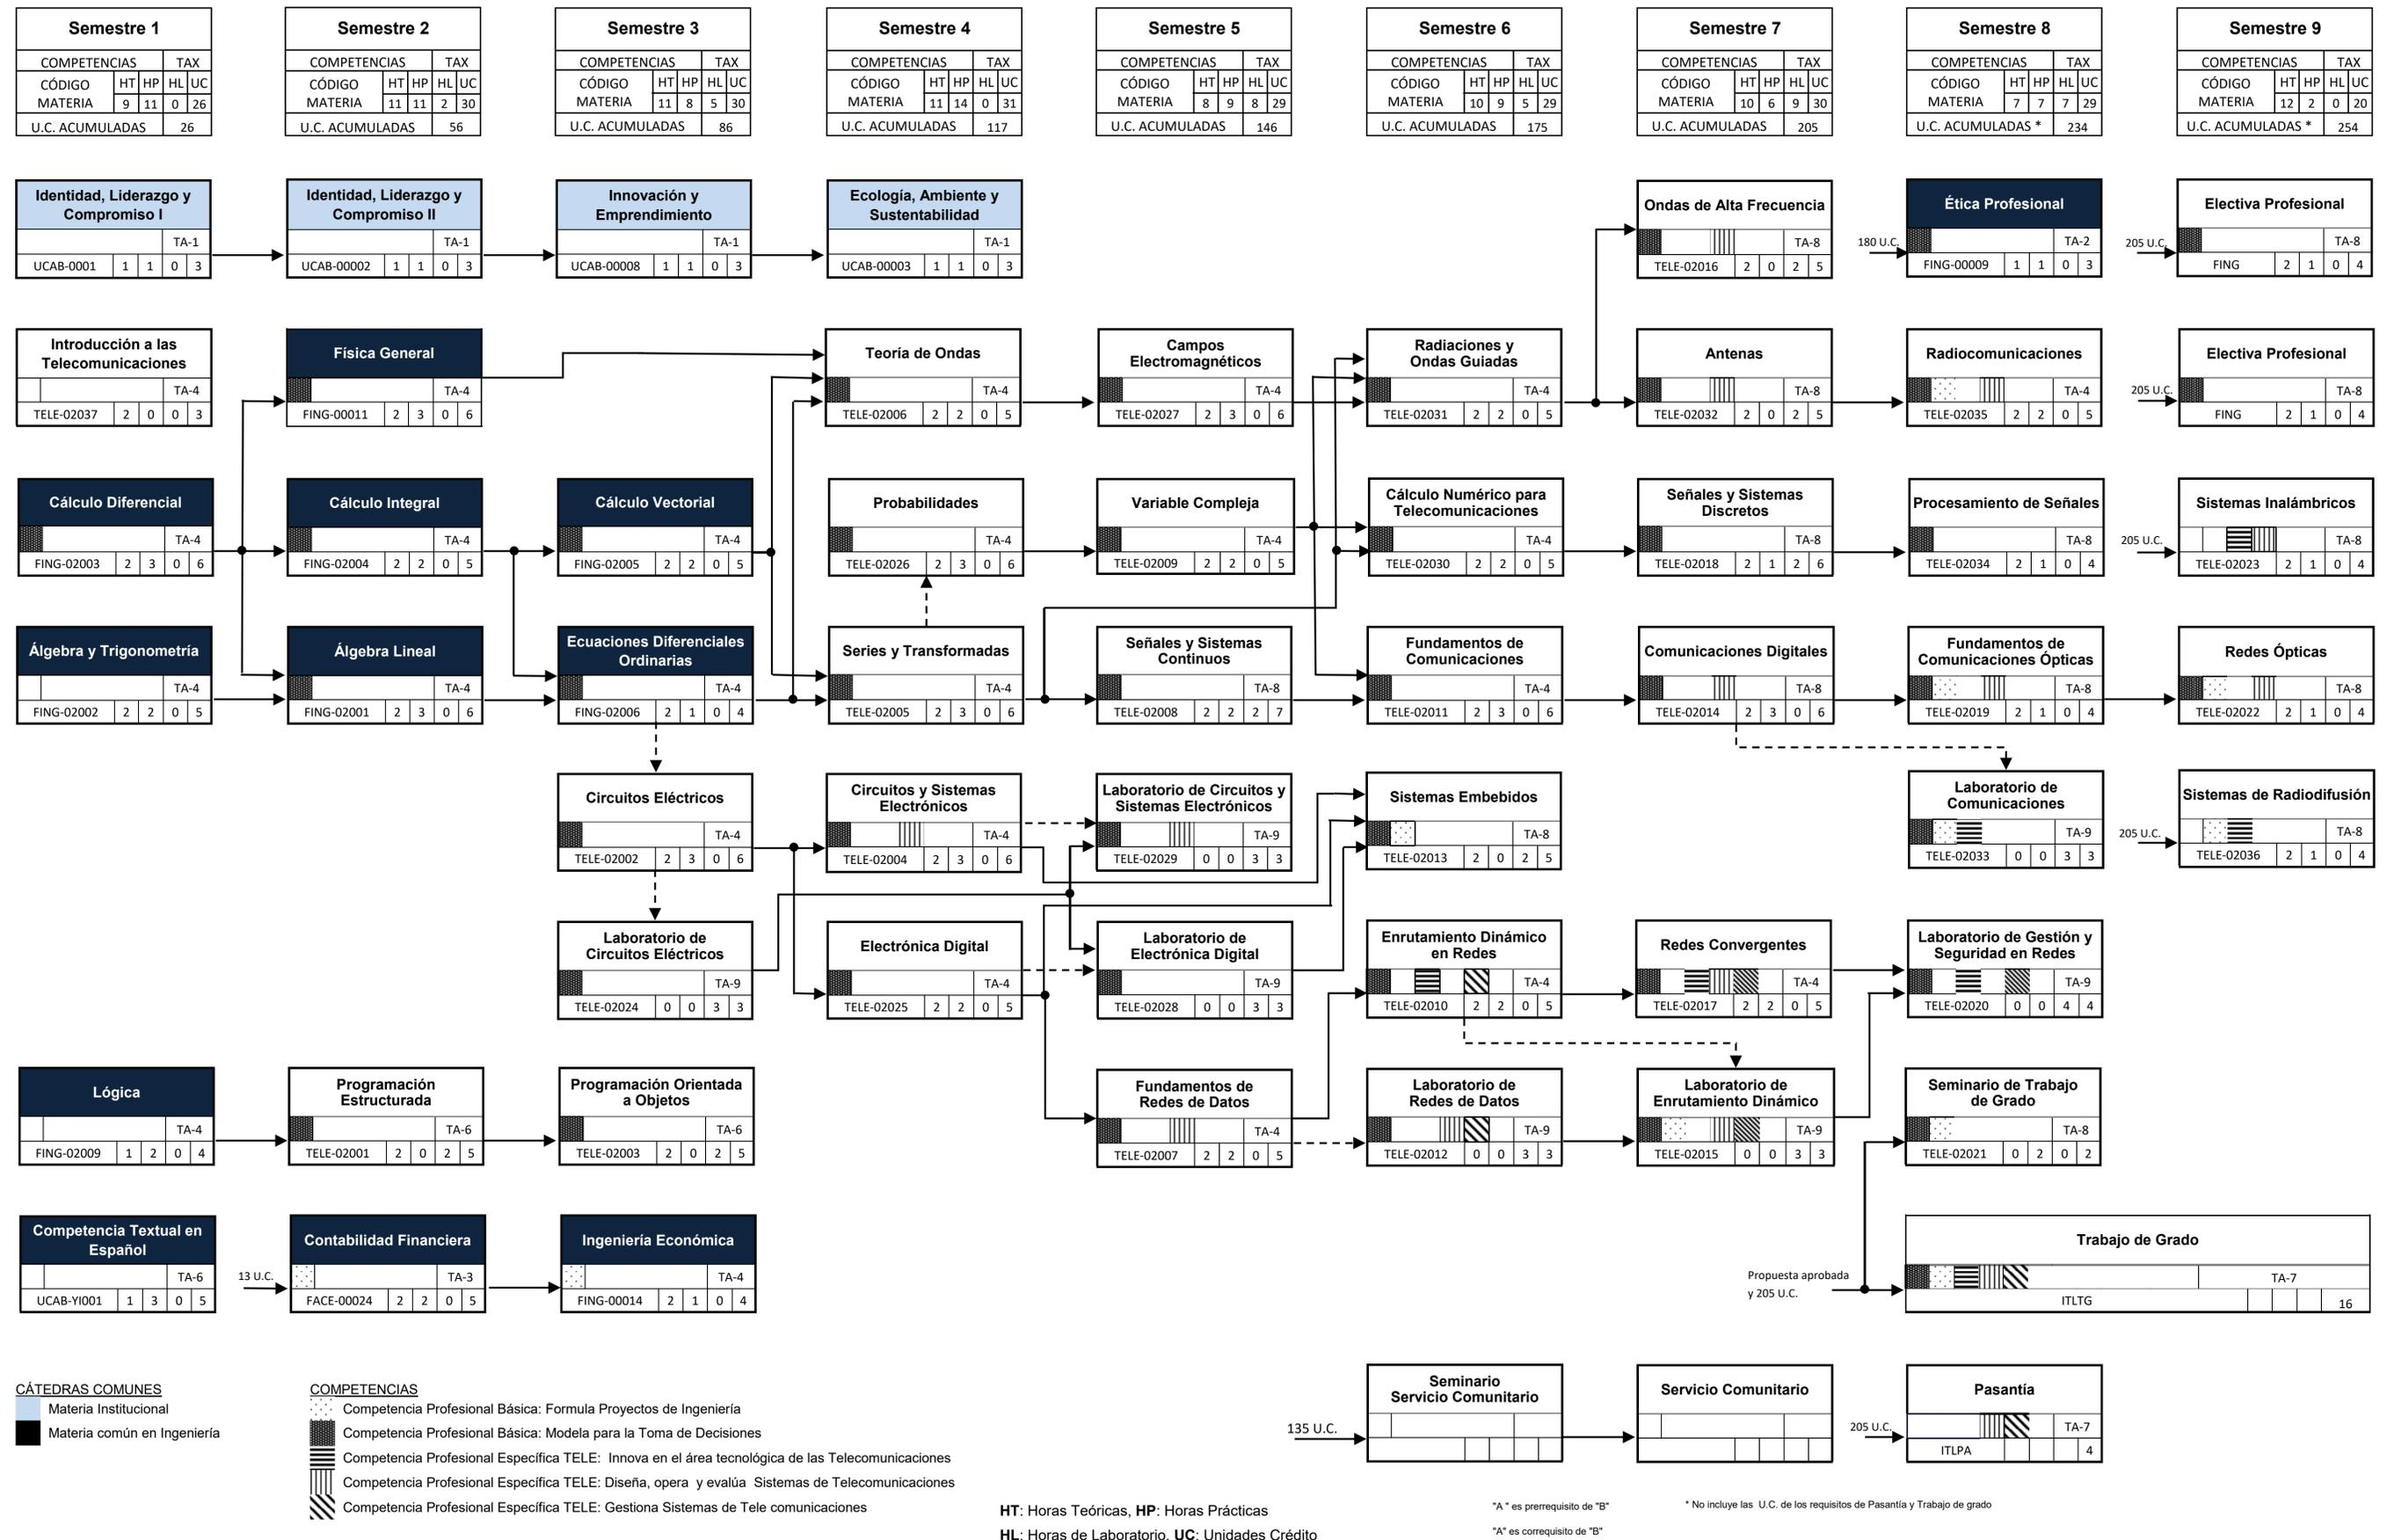 Semestre 1
COMPETENCIAS TAX
CÓDIGO HT HP HL UC
MATERIA 9 11 0 26
U.C. ACUMULADAS 26
Semestre 2
COMPETENCIAS TAX
CÓDIGO HT HP HL UC
MATERIA 11 11 2 30
U.C. ACUMULADAS 56
Semestre 3
COMPETENCIAS TAX
CÓDIGO HT HP HL UC
MATERIA 11 8 5 30
U.C. ACUMULADAS 86
Semestre 4
COMPETENCIAS TAX
CÓDIGO HT HP HL UC
MATERIA 11 14 0 31
U.C. ACUMULADAS 117
Semestre 5
COMPETENCIAS TAX
CÓDIGO HT HP HL UC
MATERIA 8 9 8 29
U.C. ACUMULADAS 146
Semestre 6
COMPETENCIAS TAX
CÓDIGO HT HP HL UC
MATERIA 10 9 5 29
U.C. ACUMULADAS 175
Semestre 7
COMPETENCIAS TAX
CÓDIGO HT HP HL UC
MATERIA 10 6 9 30
U.C. ACUMULADAS 205
Semestre 8
COMPETENCIAS TAX
CÓDIGO HT HP HL UC
MATERIA 7 7 7 29
U.C. ACUMULADAS * 234
Semestre 9
COMPETENCIAS TAX
CÓDIGO HT HP HL UC
MATERIA 12 2 0 20
U.C. ACUMULADAS * 254
Identidad, Liderazgo y
Compromiso I
TA-1
UCAB-0001 1 1 0 3
Identidad, Liderazgo y
Compromiso II
TA-1
UCAB-00002 1 1 0 3
Innovación y
Emprendimiento
TA-1
UCAB-00008 1 1 0 3
Ecología, Ambiente y
Sustentabilidad
TA-1
UCAB-00003 1 1 0 3
Ondas de Alta Frecuencia
TA-8
TELE-02016 2 0 2 5
180 U.C.
Ética Profesional
TA-2
FING-00009 1 1 0 3
205 U.C.
Electiva Profesional
TA-8
FING 2 1 0 4
Introducción a las
Telecomunicaciones
TA-4
TELE-02037 2 0 0 3
Física General
TA-4
FING-00011 2 3 0 6
Teoría de Ondas
TA-4
TELE-02006 2 2 0 5
Campos
Electromagnéticos
TA-4
TELE-02027 2 3 0 6
Radiaciones y
Ondas Guiadas
TA-4
TELE-02031 2 2 0 5
Antenas
TA-8
TELE-02032 2 0 2 5
Radiocomunicaciones
TA-4
TELE-02035 2 2 0 5
205 U.C.
Electiva Profesional
TA-8
FING 2 1 0 4
Cálculo Diferencial
TA-4
FING-02003 2 3 0 6
Cálculo Integral
TA-4
FING-02004 2 2 0 5
Cálculo Vectorial
TA-4
FING-02005 2 2 0 5
Probabilidades
TA-4
TELE-02026 2 3 0 6
Variable Compleja
TA-4
TELE-02009 2 2 0 5
Cálculo Numérico para
Telecomunicaciones
TA-4
TELE-02030 2 2 0 5
Señales y Sistemas
Discretos
TA-8
TELE-02018 2 1 2 6
Procesamiento de Señales
TA-8
TELE-02034 2 1 0 4
205 U.C.
Sistemas Inalámbricos
TA-8
TELE-02023 2 1 0 4
Álgebra y Trigonometría
TA-4
FING-02002 2 2 0 5
Álgebra Lineal
TA-4
FING-02001 2 3 0 6
Ecuaciones Diferenciales
Ordinarias
TA-4
FING-02006 2 1 0 4
Series y Transformadas
TA-4
TELE-02005 2 3 0 6
Señales y Sistemas
Continuos
TA-8
TELE-02008 2 2 2 7
Fundamentos de
Comunicaciones
TA-4
TELE-02011 2 3 0 6
Comunicaciones Digitales
TA-8
TELE-02014 2 3 0 6
Fundamentos de
Comunicaciones Ópticas
TA-8
TELE-02019 2 1 0 4
Redes Ópticas
TA-8
TELE-02022 2 1 0 4
Circuitos Eléctricos
TA-4
TELE-02002 2 3 0 6
Circuitos y Sistemas
Electrónicos
TA-4
TELE-02004 2 3 0 6
Laboratorio de Circuitos y
Sistemas Electrónicos
TA-9
TELE-02029 0 0 3 3
Sistemas Embebidos
TA-8
TELE-02013 2 0 2 5
Laboratorio de
Comunicaciones
TA-9
TELE-02033 0 0 3 3
205 U.C.
Sistemas de Radiodifusión
TA-8
TELE-02036 2 1 0 4
Laboratorio de
Circuitos Eléctricos
TA-9
TELE-02024 0 0 3 3
Electrónica Digital
TA-4
TELE-02025 2 2 0 5
Laboratorio de
Electrónica Digital
TA-9
TELE-02028 0 0 3 3
Enrutamiento Dinámico
en Redes
TA-4
TELE-02010 2 2 0 5
Redes Convergentes
TA-4
TELE-02017 2 2 0 5
Laboratorio de Gestión y
Seguridad en Redes
TA-9
TELE-02020 0 0 4 4
Lógica
TA-4
FING-02009 1 2 0 4
Programación
Estructurada
TA-6
TELE-02001 2 0 2 5
Programación Orientada
a Objetos
TA-6
TELE-02003 2 0 2 5
Fundamentos de
Redes de Datos
TA-4
TELE-02007 2 2 0 5
Laboratorio de
Redes de Datos
TA-9
TELE-02012 0 0 3 3
Laboratorio de
Enrutamiento Dinámico
TA-9
TELE-02015 0 0 3 3
Seminario de Trabajo
de Grado
TA-8
TELE-02021 0 2 0 2
Competencia Textual en
Español
TA-6
UCAB-YI001 1 3 0 5
13 U.C.
Contabilidad Financiera
TA-3
FACE-00024 2 2 0 5
Ingeniería Económica
TA-4
FING-00014 2 1 0 4
Propuesta aprobada
y 205 U.C.
Trabajo de Grado
TA-7
ITLTG 16
135 U.C.
Seminario
Servicio Comunitario
Servicio Comunitario
205 U.C.
Pasantía
TA-7
ITLPA 4
CÁTEDRAS COMUNES
Materia Institucional
Materia común en Ingeniería
COMPETENCIAS
Competencia Profesional Básica: Formula Proyectos de Ingeniería
Competencia Profesional Básica: Modela para la Toma de Decisiones
Competencia Profesional Específica TELE: Innova en el área tecnológica de las Telecomunicaciones
Competencia Profesional Específica TELE: Diseña, opera y evalúa Sistemas de Telecomunicaciones
Competencia Profesional Específica TELE: Gestiona Sistemas de Tele comunicaciones
HT: Horas Teóricas, HP: Horas Prácticas
HL: Horas de Laboratorio, UC: Unidades Crédito
"A " es prerrequisito de "B"
"A" es correquisito de "B"
* No incluye las U.C. de los requisitos de Pasantía y Trabajo de grado